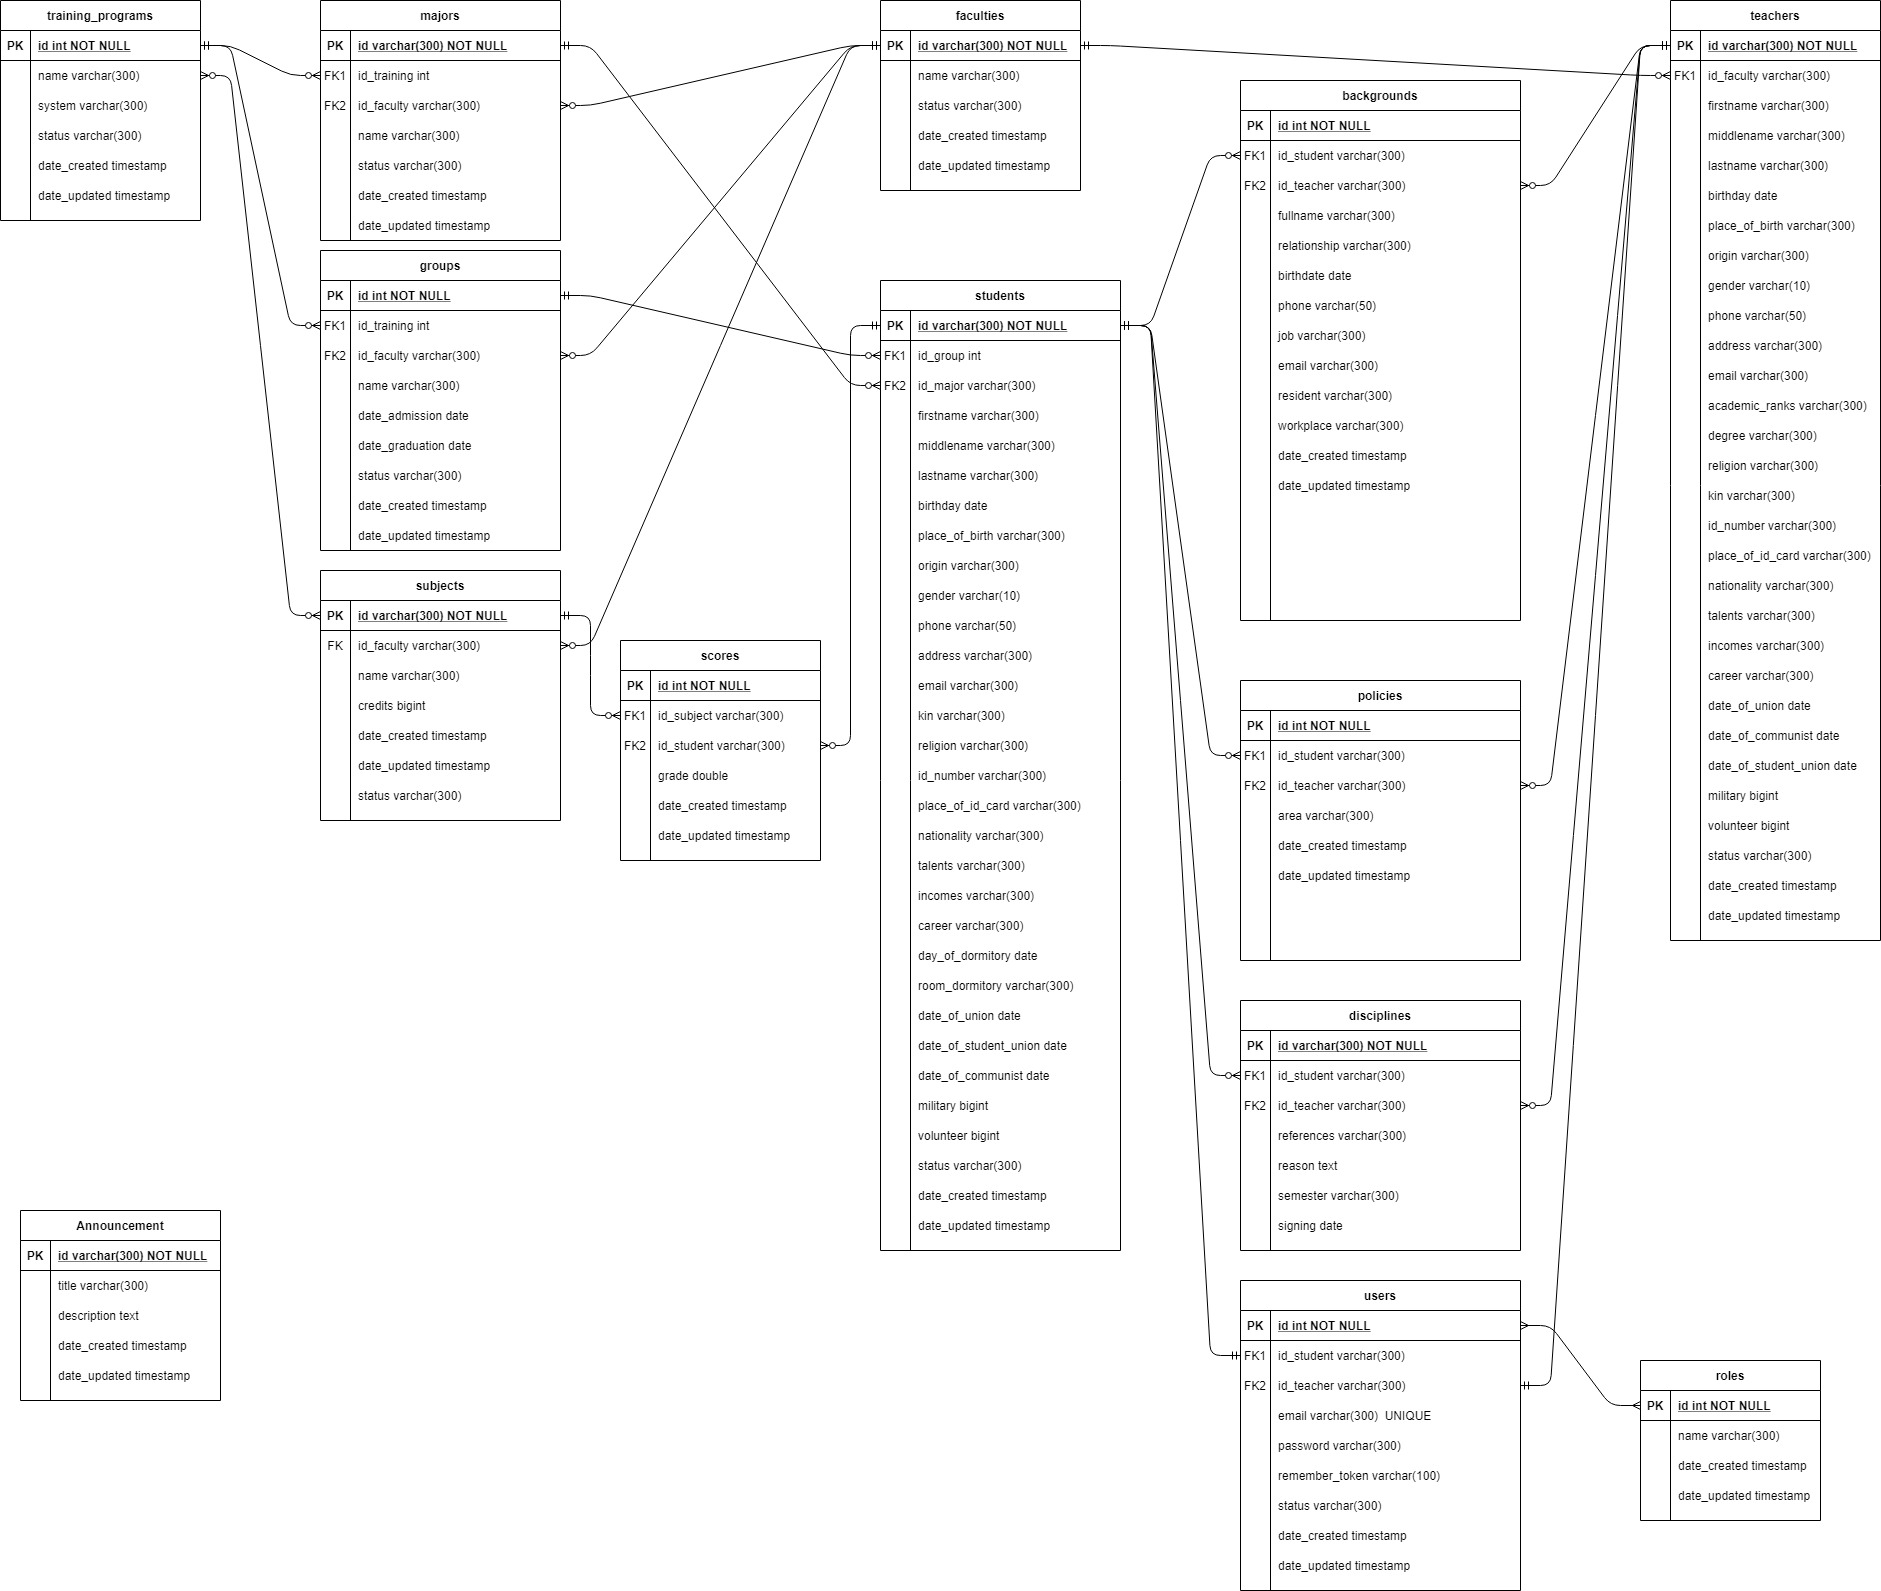 training_programs
PK id int NOT NULL
name varchar(300)
system varchar(300)
status varchar(300)
date_created timestamp
date_updated timestamp
majors
PK id varchar(300) NOT NULL
FK1 id_training int
FK2 id_faculty varchar(300)
name varchar(300)
status varchar(300)
date_created timestamp
date_updated timestamp
groups
PK id int NOT NULL
FK1 id_training int
FK2 id_faculty varchar(300)
name varchar(300)
date_admission date
date_graduation date
status varchar(300)
date_created timestamp
date_updated timestamp
subjects
PK id varchar(300) NOT NULL
FK id_faculty varchar(300)
name varchar(300)
credits bigint
date_created timestamp
date_updated timestamp
status varchar(300)
scores
PK id int NOT NULL
FK1 id_subject varchar(300)
FK2 id_student varchar(300)
grade double
date_created timestamp
date_updated timestamp
faculties
PK id varchar(300) NOT NULL
name varchar(300)
status varchar(300)
date_created timestamp
date_updated timestamp
students
PK id varchar(300) NOT NULL
FK1 id_group int
FK2 id_major varchar(300)
firstname varchar(300)
middlename varchar(300)
lastname varchar(300)
birthday date
place_of_birth varchar(300)
origin varchar(300)
gender varchar(10)
phone varchar(50)
address varchar(300)
email varchar(300)
kin varchar(300)
religion varchar(300)
id_number varchar(300)
place_of_id_card varchar(300)
nationality varchar(300)
talents varchar(300)
incomes varchar(300)
career varchar(300)
day_of_dormitory date
room_dormitory varchar(300)
date_of_union date
date_of_student_union date
date_of_communist date
military bigint
volunteer bigint
status varchar(300)
date_created timestamp
date_updated timestamp
backgrounds
PK id int NOT NULL
FK1 id_student varchar(300)
FK2 id_teacher varchar(300)
fullname varchar(300)
relationship varchar(300)
birthdate date
phone varchar(50)
job varchar(300)
email varchar(300)
resident varchar(300)
workplace varchar(300)
date_created timestamp
date_updated timestamp
policies
PK id int NOT NULL
FK1 id_student varchar(300)
FK2 id_teacher varchar(300)
area varchar(300)
date_created timestamp
date_updated timestamp
disciplines
PK id varchar(300) NOT NULL
FK1 id_student varchar(300)
FK2 id_teacher varchar(300)
references varchar(300)
reason text
semester varchar(300)
signing date
users
PK id int NOT NULL
FK1 id_student varchar(300)
FK2 id_teacher varchar(300)
email varchar(300) UNIQUE
password varchar(300)
remember_token varchar(100)
status varchar(300)
date_created timestamp
date_updated timestamp
teachers
PK id varchar(300) NOT NULL
FK1 id_faculty varchar(300)
firstname varchar(300)
middlename varchar(300)
lastname varchar(300)
birthday date
place_of_birth varchar(300)
origin varchar(300)
gender varchar(10)
phone varchar(50)
address varchar(300)
email varchar(300)
academic_ranks varchar(300)
degree varchar(300)
religion varchar(300)
kin varchar(300)
id_number varchar(300)
place_of_id_card varchar(300)
nationality varchar(300)
talents varchar(300)
incomes varchar(300)
career varchar(300)
date_of_union date
date_of_communist date
date_of_student_union date
military bigint
volunteer bigint
status varchar(300)
date_created timestamp
date_updated timestamp
roles
PK id int NOT NULL
name varchar(300)
date_created timestamp
date_updated timestamp
Announcement
PK id varchar(300) NOT NULL
title varchar(300)
description text
date_created timestamp
date_updated timestamp